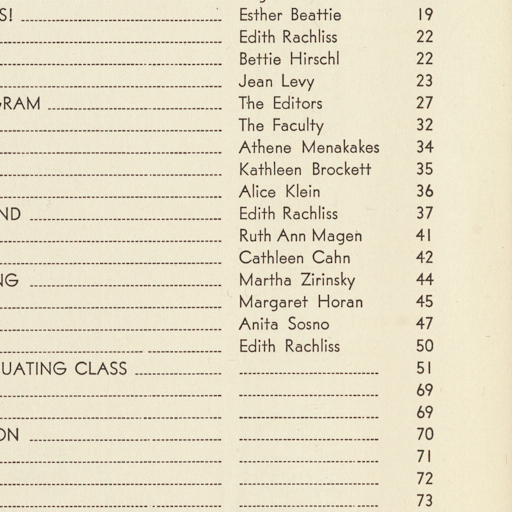 S! Esther Beattie 19
Edith Rachliss 22
Bettie Hirschl 22
Jean Levy 23
GRAM The Editors 27
The Faculty 32
Athene Menakakes 34
Kathleen Brockett 35
Alice Klein 36
ND Edith Rachliss 37
Ruth Ann Magen 41
Cathleen Cahn 42
NG Martha Zirinsky 44
Margaret Horan 45
Anita Sosno 47
Edith Rachliss 50
UATING CLASS 51
69
69
ON 70
71
72
73